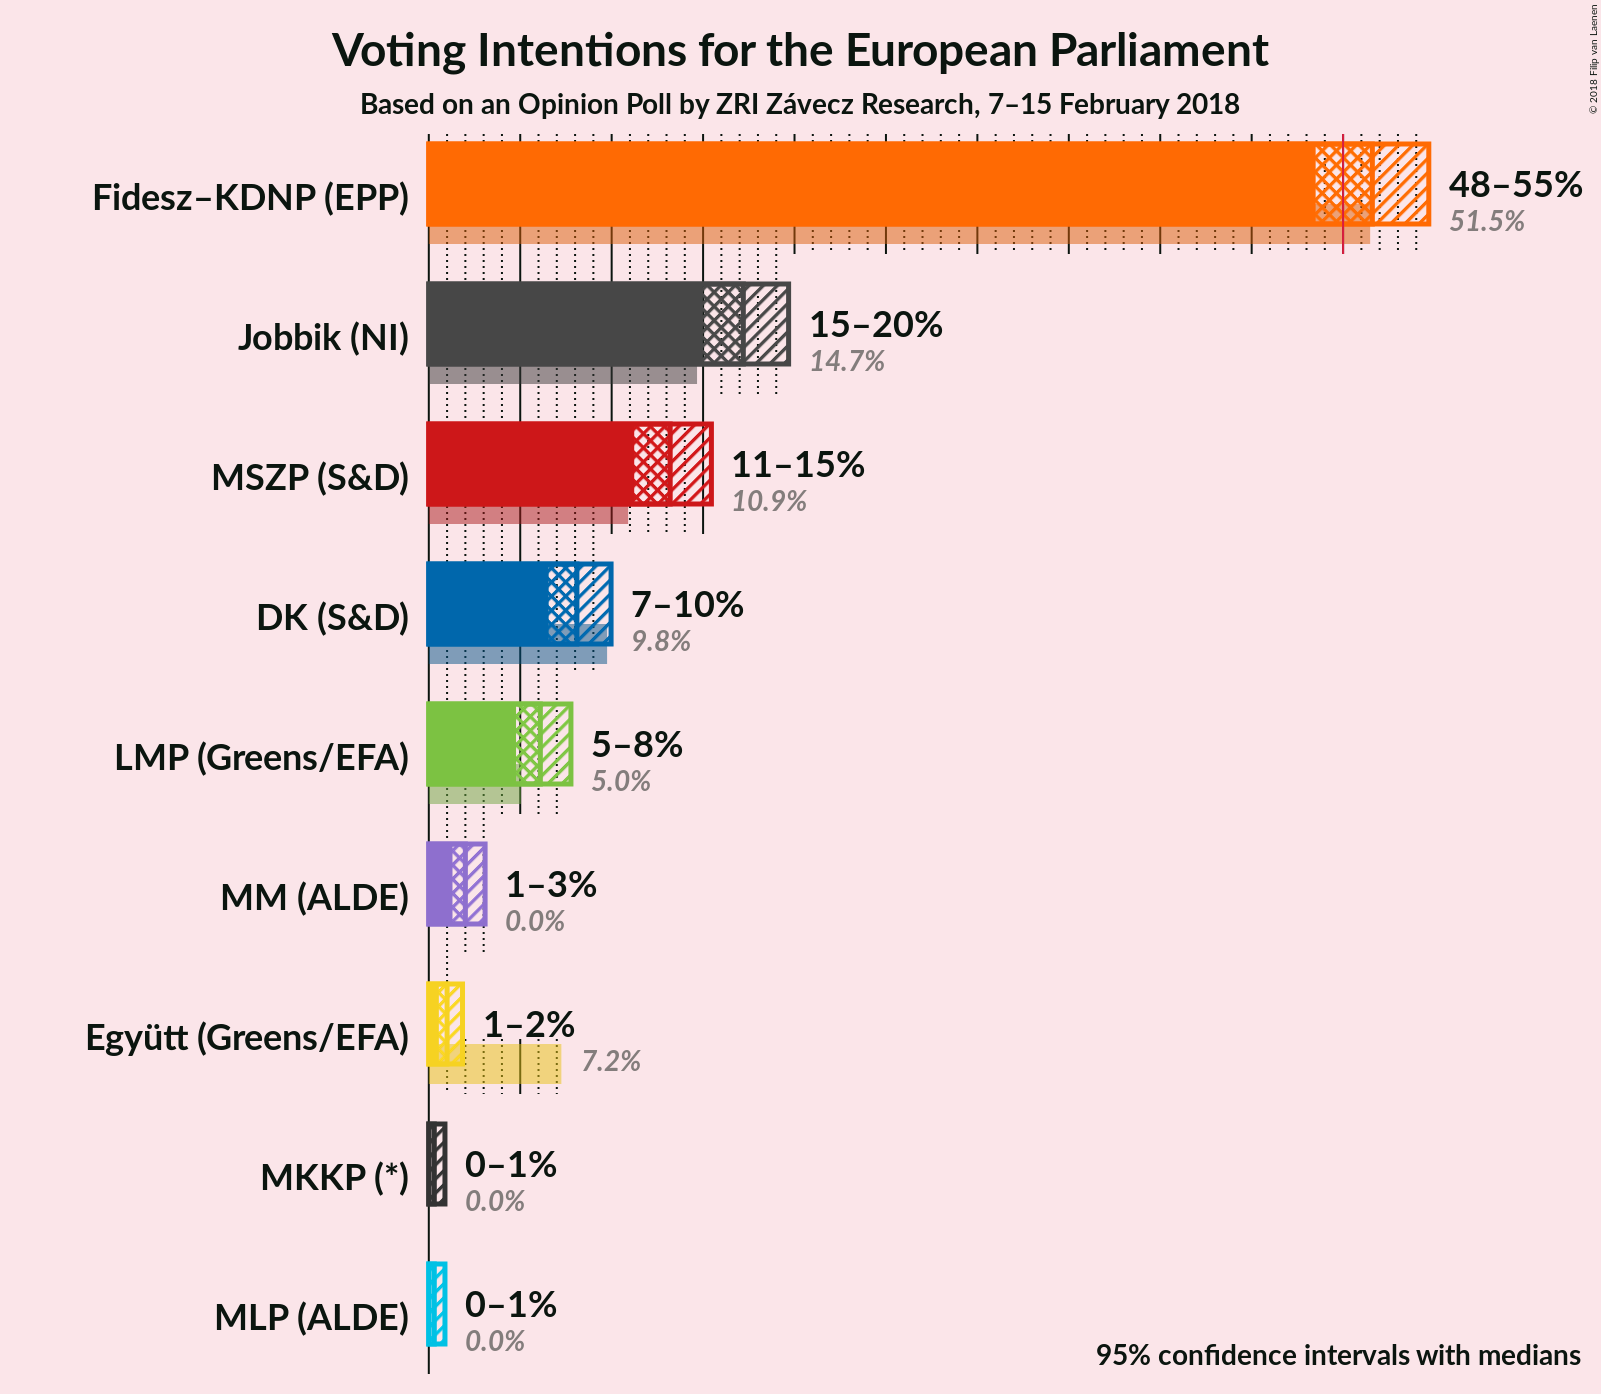 Voting Intentions for the European Parliament
Based on an Opinion Poll by ZRI Závecz Research, 7–15 February 2018
© 2018 Filip van Laenen
Fidesz–KDNP (EPP)
48–55%
51.5%
Jobbik (NI)
15–20%
14.7%
MSZP (S&D)
11–15%
10.9%
DK (S&D)
7–10%
9.8%
LMP (Greens/EFA)
5–8%
5.0%
MM (ALDE)
1–3%
0.0%
Együtt (Greens/EFA)
1–2%
7.2%
MKKP (*)
0–1%
0.0%
MLP (ALDE)
0–1%
0.0%
95% confidence intervals with medians